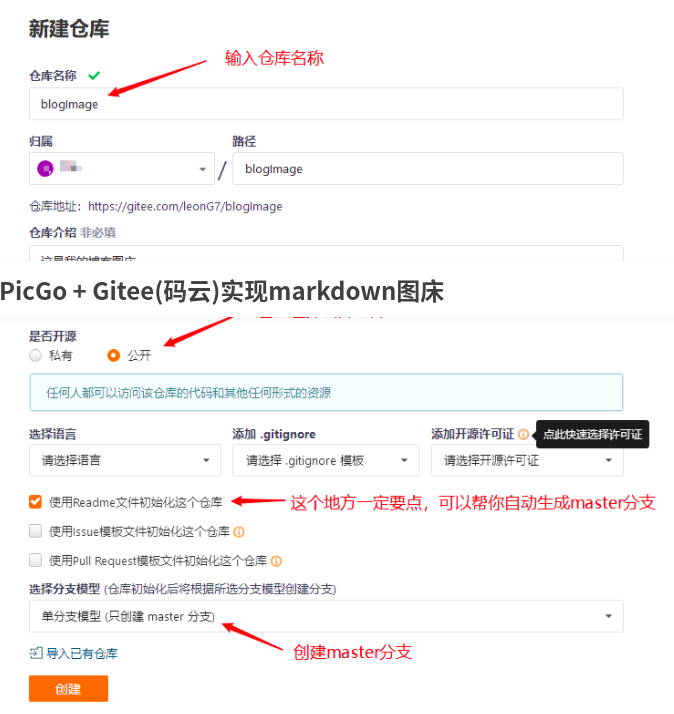 新建仓库
输入仓库名称
仓库名称
blogImage
归属 路径
/ blogImage
仓库地址：https://gitee.com/leonG7/blogImage
仓库介绍 非必填
这是我的博客图床
PicGo + Gitee(码云)实现markdown图床
是否开源
私有 公开
任何人都可以访问该仓库的代码和其他任何形式的资源
选择语言 添加 .gitignore 添加开源许可证 点此快速选择许可证
请选择语言 请选择 .gitignore 模板 请选择开源许可证
使用Readme文件初始化这个仓库 这个地方一定要点，可以帮你自动生成master分支
使用Issue模板文件初始化这个仓库
使用Pull Request模板文件初始化这个仓库
选择分支模型 (仓库初始化后将根据所选分支模型创建分支)
单分支模型 (只创建 master 分支)
导入已有仓库
创建master分支
创建